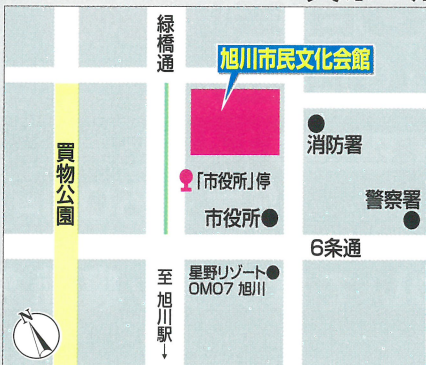 緑橋通
旭川市民文化会館
消防署
買物公園
「市役所」停
警察署
市役所
6条通
至 旭川駅→
星野リゾート
OMO7 旭川
N